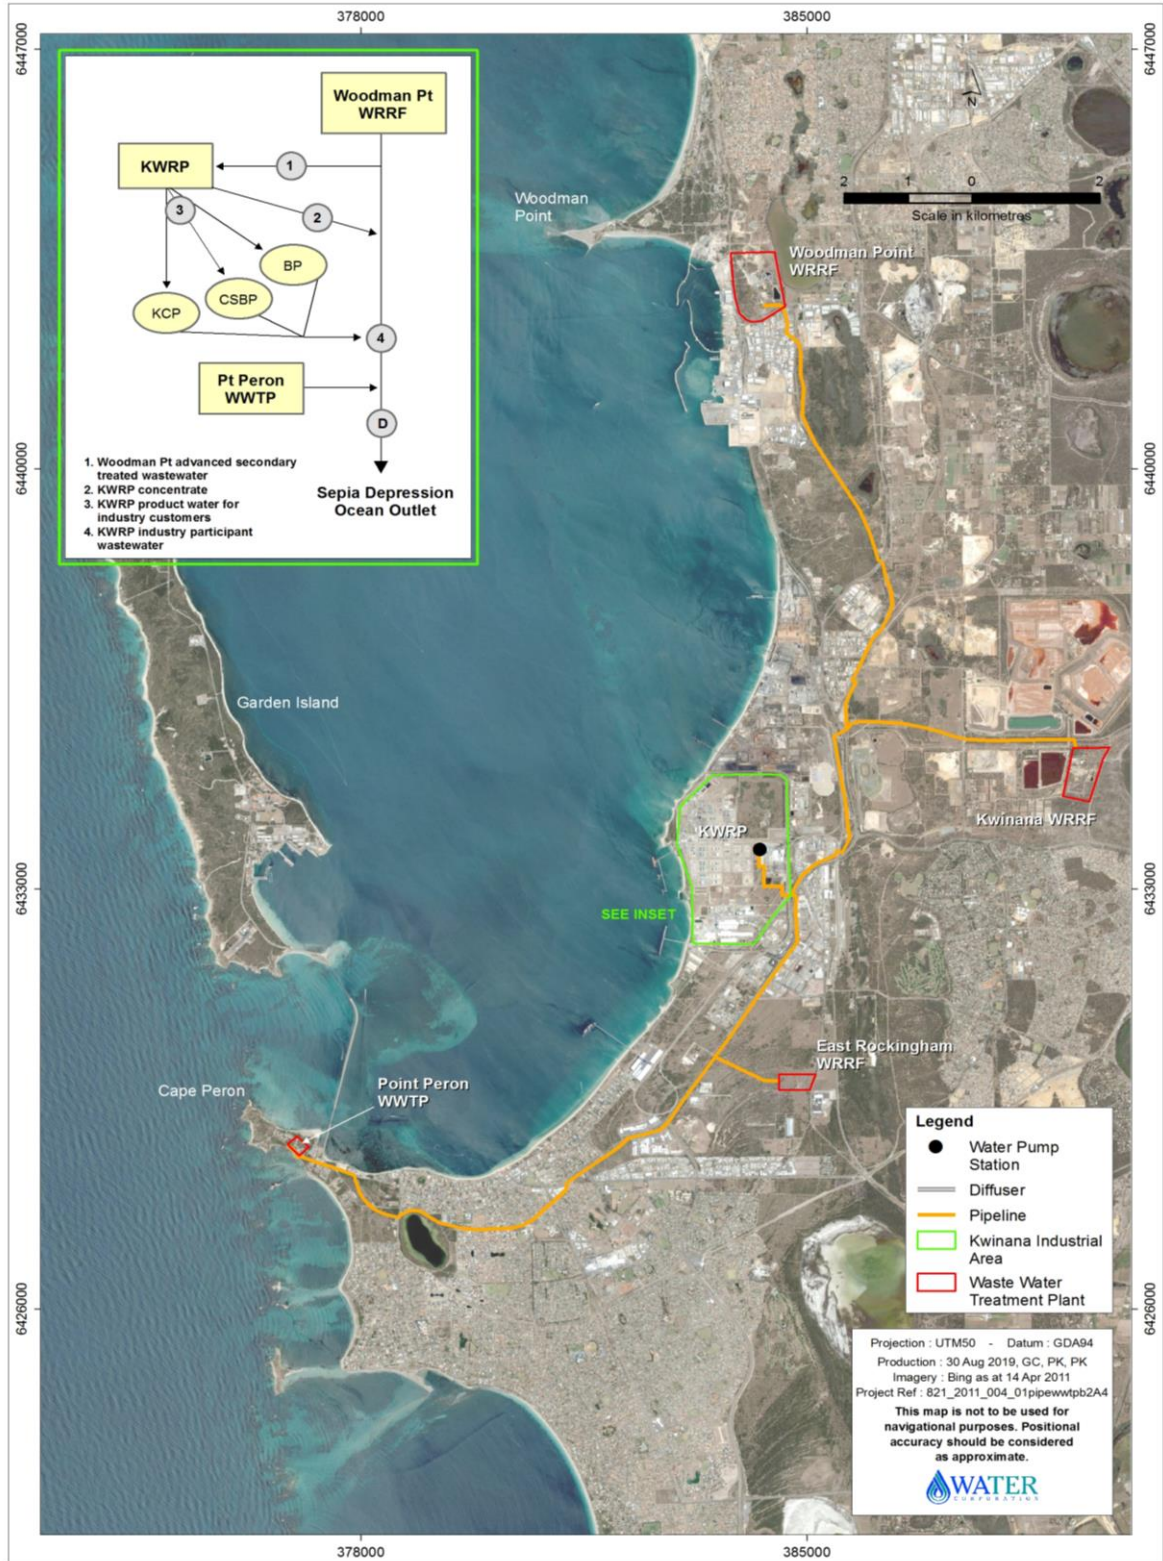 378000
385000
6447000
6447000
Woodman Pt
WRRF
KWRP
1
3
2
BP
CSBP
KCP
4
Pt Peron
WWTP
D
1. Woodman Pt advanced secondary
treated wastewater
2. KWRP concentrate
3. KWRP product water for
industry customers
4. KWRP industry participant
wastewater
Sepia Depression
Ocean Outlet
N
2
1
0
2
Scale in kilometres
Woodman
Point
Woodman Point
WRRF
6440000
6440000
Garden Island
Kwinana WRRF
KWRP
6433000
6433000
SEE INSET
East Rockingham
WRRF
Cape Peron
Point Peron
WWTP
Legend
Water Pump
Station
Diffuser
Pipeline
Kwinana Industrial
Area
Waste Water
Treatment Plant
6426000
6426000
Projection : UTM50 - Datum : GDA94
Production : 30 Aug 2019, GC, PK, PK
Imagery : Bing as at 14 Apr 2011
Project Ref : 821_2011_004_01pipewwtpb2A4
This map is not to be used for
navigational purposes. Positional
accuracy should be considered
as approximate.
WATER
CORPORATION
378000
385000